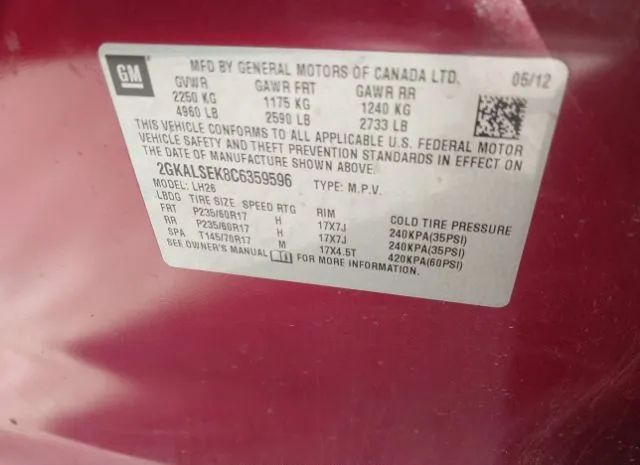 GM
MFD BY GENERAL MOTORS OF CANADA LTD. 05/12
GVWR GAWR FRT GAWR RR
2250 KG 1175 KG 1240 KG
4960 LB 2590 LB 2733 LB
THIS VEHICLE CONFORMS TO ALL APPLICABLE U.S. FEDERAL MOTOR
VEHICLE SAFETY AND THEFT PREVENTION STANDARDS IN EFFECT ON
THE DATE OF MANUFACTURE SHOWN ABOVE.
2GKALSEK8C6359596 TYPE: M.P.V.
MODEL: LH26
LBDG TIRE SIZE SPEED RTG RIM COLD TIRE PRESSURE
FRT P235/60R17 H 17X7J 240KPA(35PSI)
RR P235/60R17 H 17X7J 240KPA(35PSI)
SPA T145/70R17 M 17X4.5T 420KPA(60PSI)
SEE OWNER'S MANUAL FOR MORE INFORMATION.